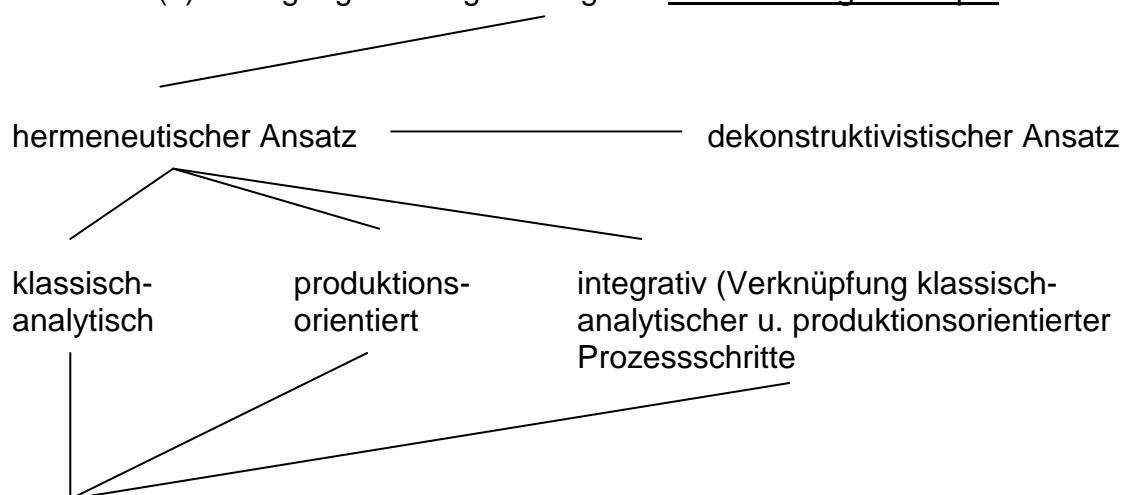 hermeneutischer Ansatz dekonstruktivistischer Ansatz
klassisch- produktions- integrativ (Verknüpfung klassisch-
analytisch orientiert analytischer u. produktionsorientierter
Prozessschritte